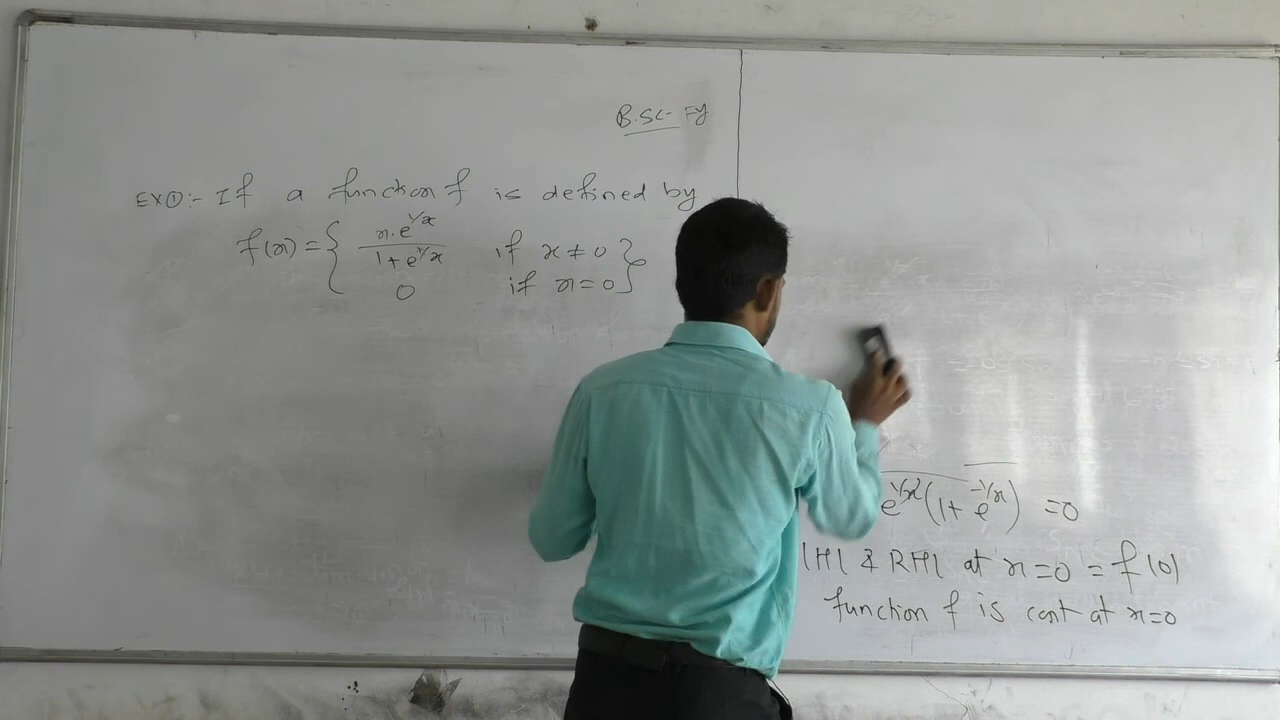 B.Sc- FY
EX①:- If a function f is defined by
f(x) = { x·e^1/x / 1+e^1/x if x ≠ 0 }
0 if x = 0
e^1/x (1+ e^-1/x) = 0
LHL & RHL at x=0 = f(0)
function f is cont at x=0